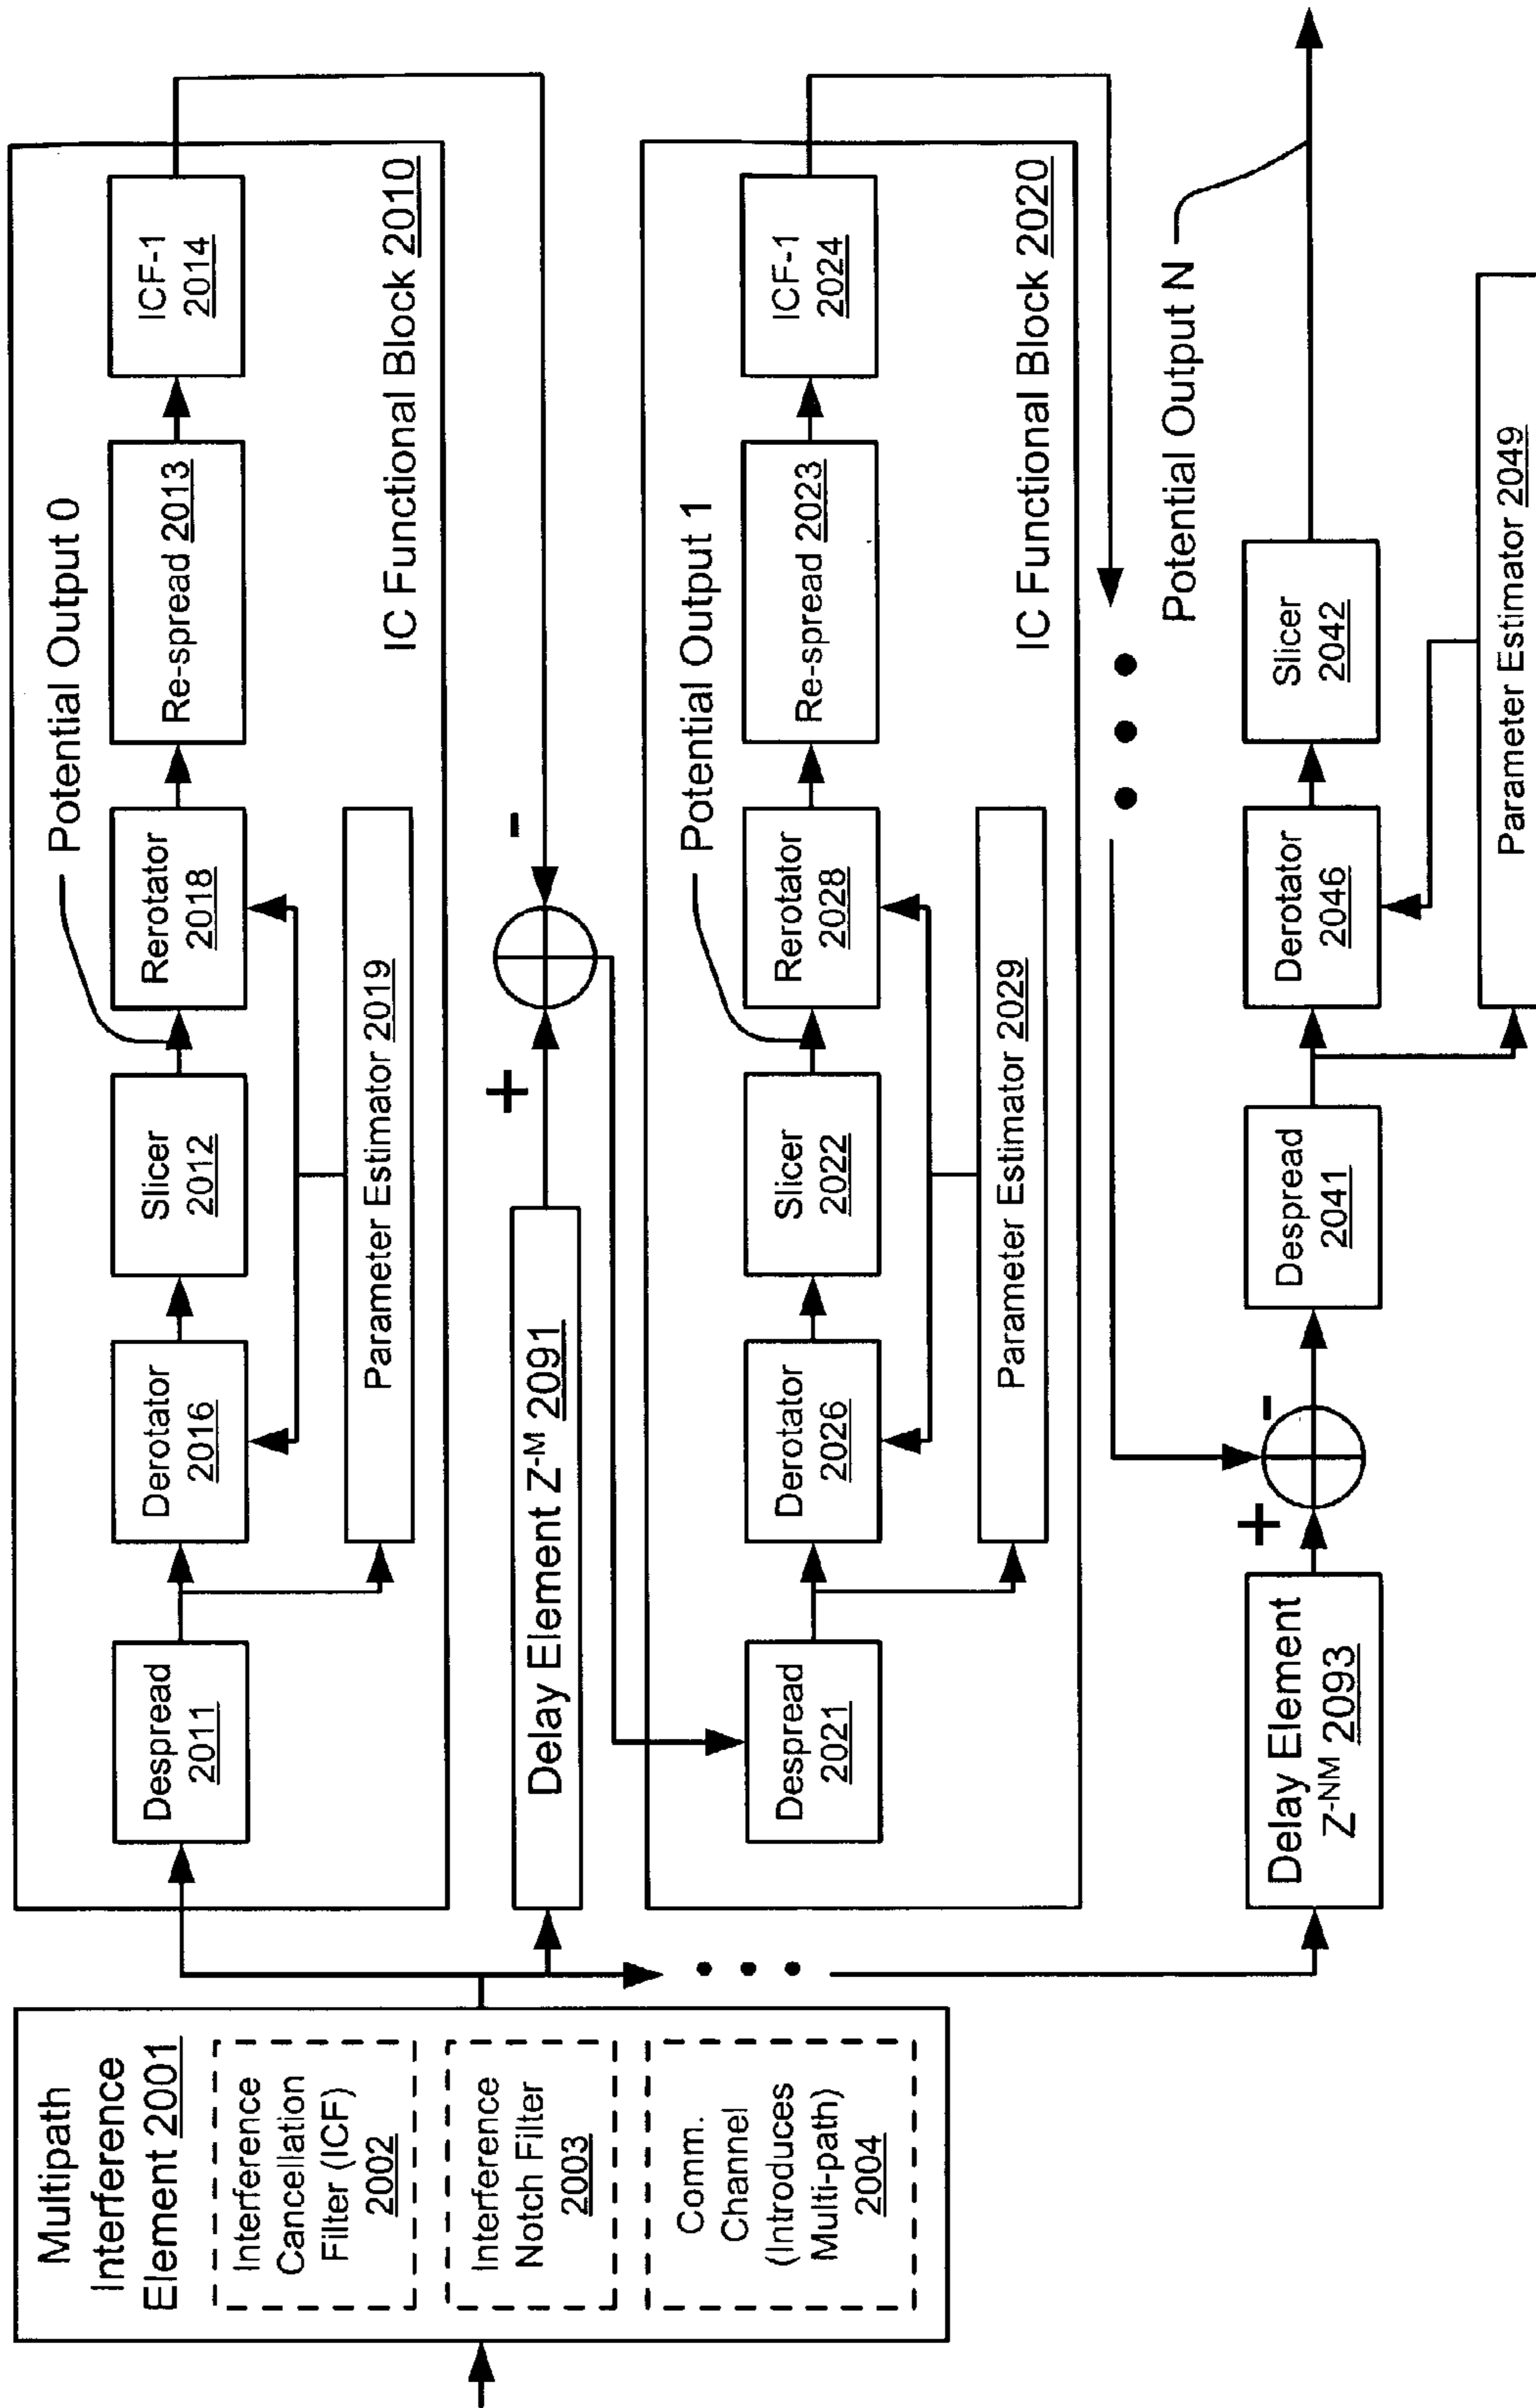 Multipath
Interference
Element 2001
Interference
Cancellation
Filter (ICF)
2002
Interference
Notch Filter
2003
Comm.
Channel
(Introduces
Multi-path)
2004
Potential Output 0
Despread
2011
Derotator
2016
Slicer
2012
Rerotator
2018
Re-spread 2013
ICF-1
2014
Parameter Estimator 2019
IC Functional Block 2010
Delay Element Z-M 2091
+
-
Potential Output 1
Despread
2021
Derotator
2026
Slicer
2022
Rerotator
2028
Re-spread 2023
ICF-1
2024
Parameter Estimator 2029
IC Functional Block 2020
Delay Element
Z-NM 2093
+
-
Despread
2041
Derotator
2046
Slicer
2042
Potential Output N
Parameter Estimator 2049